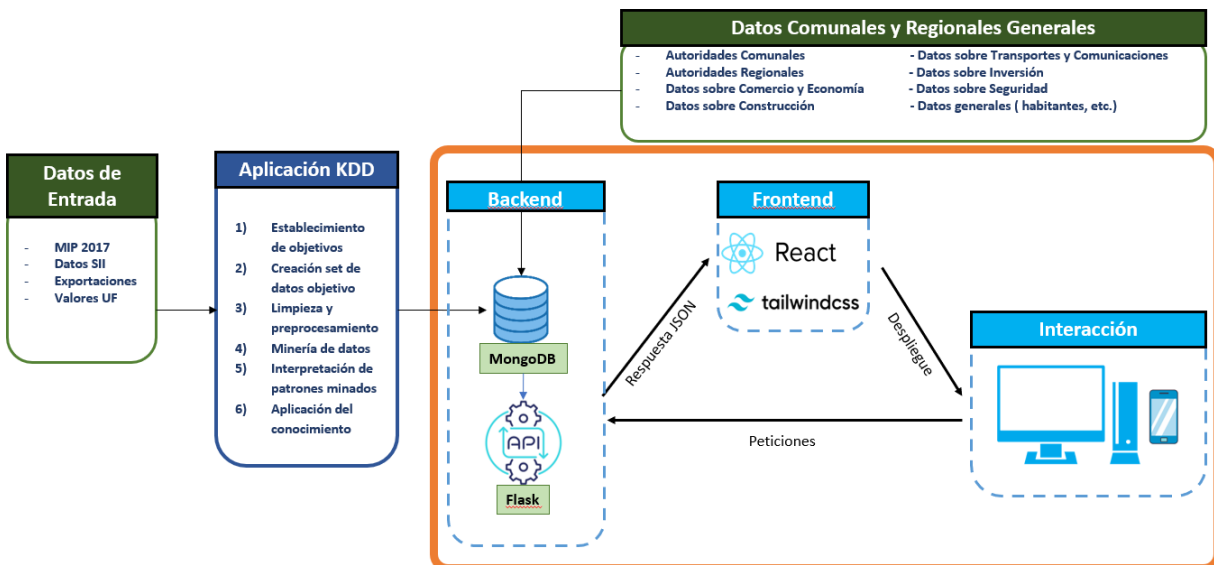 Datos Comunales y Regionales Generales
- Autoridades Comunales
- Autoridades Regionales
- Datos sobre Comercio y Economía
- Datos sobre Construcción
- Datos sobre Transportes y Comunicaciones
- Datos sobre Inversión
- Datos sobre Seguridad
- Datos generales ( habitantes, etc.)
Datos de
Entrada
- MIP 2017
- Datos SII
- Exportaciones
- Valores UF
Aplicación KDD
1) Establecimiento
de objetivos
2) Creación set de
datos objetivo
3) Limpieza y
preprocesamiento
4) Minería de datos
5) Interpretación de
patrones minados
6) Aplicación del
conocimiento
Backend
MongoDB
API
Flask
Respuesta JSON
Frontend
React
tailwindcss
Despliegue
Peticiones
Interacción